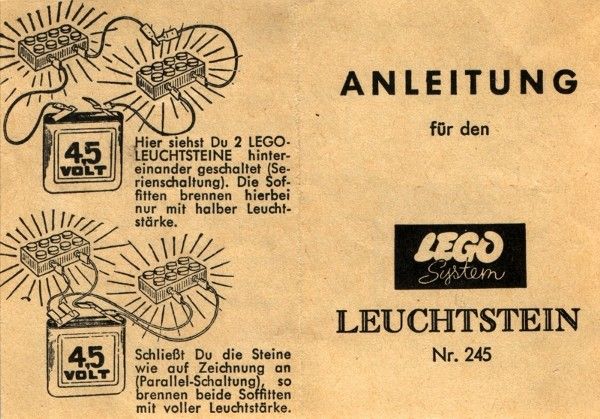 4,5
VOLT
Hier siehst Du 2 LEGO-
LEUCHTSTEINE hinter-
einander geschaltet (Se-
rienschaltung). Die Sof-
fitten brennen hierbei
nur mit halber Leucht-
stärke.
4,5
VOLT
Schließt Du die Steine
wie auf Zeichnung an
(Parallel-Schaltung), so
brennen beide Soffitten
mit voller Leuchtstärke.
ANLEITUNG
für den
LEGO
System
LEUCHTSTEIN
Nr. 245